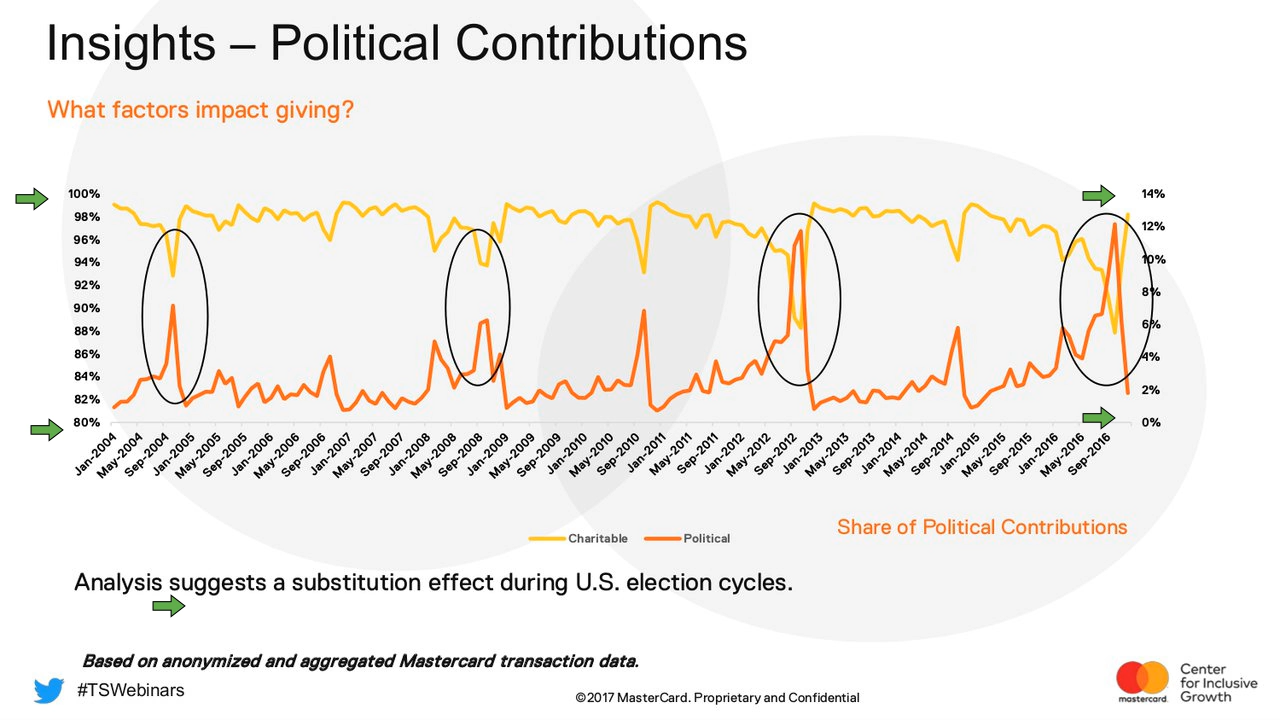 Insights – Political Contributions
What factors impact giving?
100%
98%
96%
94%
92%
90%
88%
86%
84%
82%
80%
14%
12%
10%
8%
6%
4%
2%
0%
Jan-2004
May-2004
Sep-2004
Jan-2005
May-2005
Sep-2005
Jan-2006
May-2006
Sep-2006
Jan-2007
May-2007
Sep-2007
Jan-2008
May-2008
Sep-2008
Jan-2009
May-2009
Sep-2009
Jan-2010
May-2010
Sep-2010
Jan-2011
May-2011
Sep-2011
Jan-2012
May-2012
Sep-2012
Jan-2013
May-2013
Sep-2013
Jan-2014
May-2014
Sep-2014
Jan-2015
May-2015
Sep-2015
Jan-2016
May-2016
Sep-2016
Share of Political Contributions
Charitable
Political
Analysis suggests a substitution effect during U.S. election cycles.
Based on anonymized and aggregated Mastercard transaction data.
#TSWebinars
©2017 MasterCard. Proprietary and Confidential
mastercard.
Center
for Inclusive
Growth